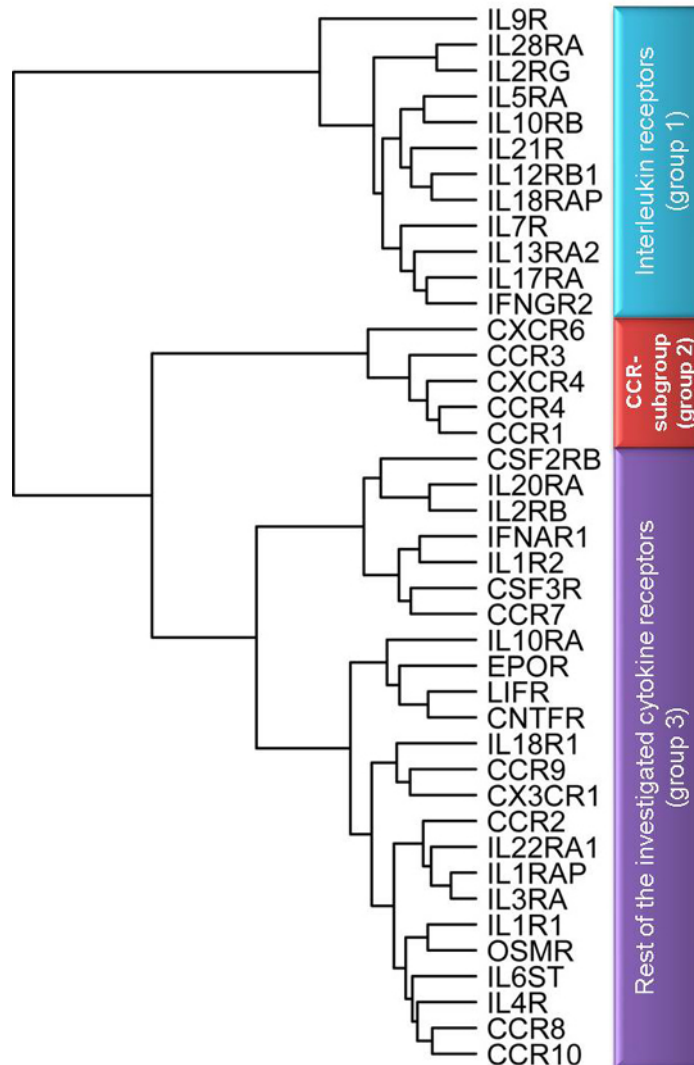 IL9R
IL28RA
IL2RG
IL5RA
IL10RB
IL21R
IL12RB1
IL18RAP
IL7R
IL13RA2
IL17RA
IFNGR2
CXCR6
CCR3
CXCR4
CCR4
CCR1
CSF2RB
IL20RA
IL2RB
IFNAR1
IL1R2
CSF3R
CCR7
IL10RA
EPOR
LIFR
CNTFR
IL18R1
CCR9
CX3CR1
CCR2
IL22RA1
IL1RAP
IL3RA
IL1R1
OSMR
IL6ST
IL4R
CCR8
CCR10
Interleukin receptors
(group 1)
CCR-
subgroup
(group 2)
Rest of the investigated cytokine receptors
(group 3)